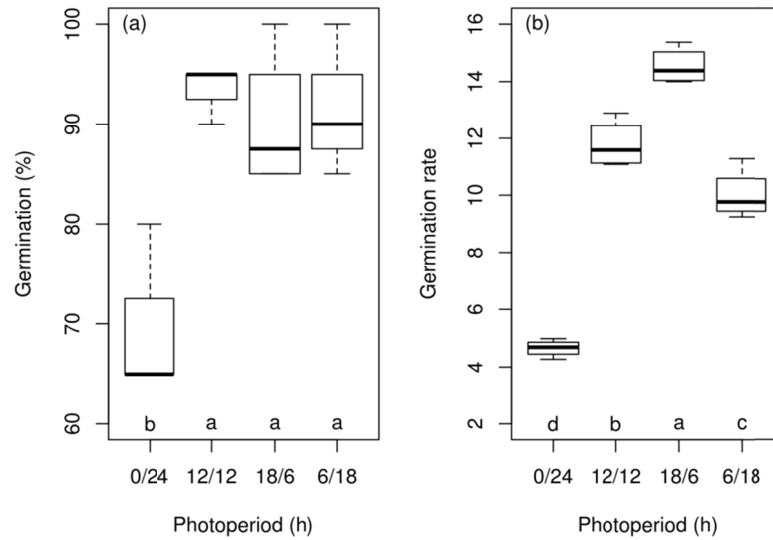 (a)
Germination (%)
100
90
80
70
60
b a a a
0/24 12/12 18/6 6/18
Photoperiod (h)
(b)
Germination rate
16
14
12
10
8
6
4
2
d b a c
0/24 12/12 18/6 6/18
Photoperiod (h)